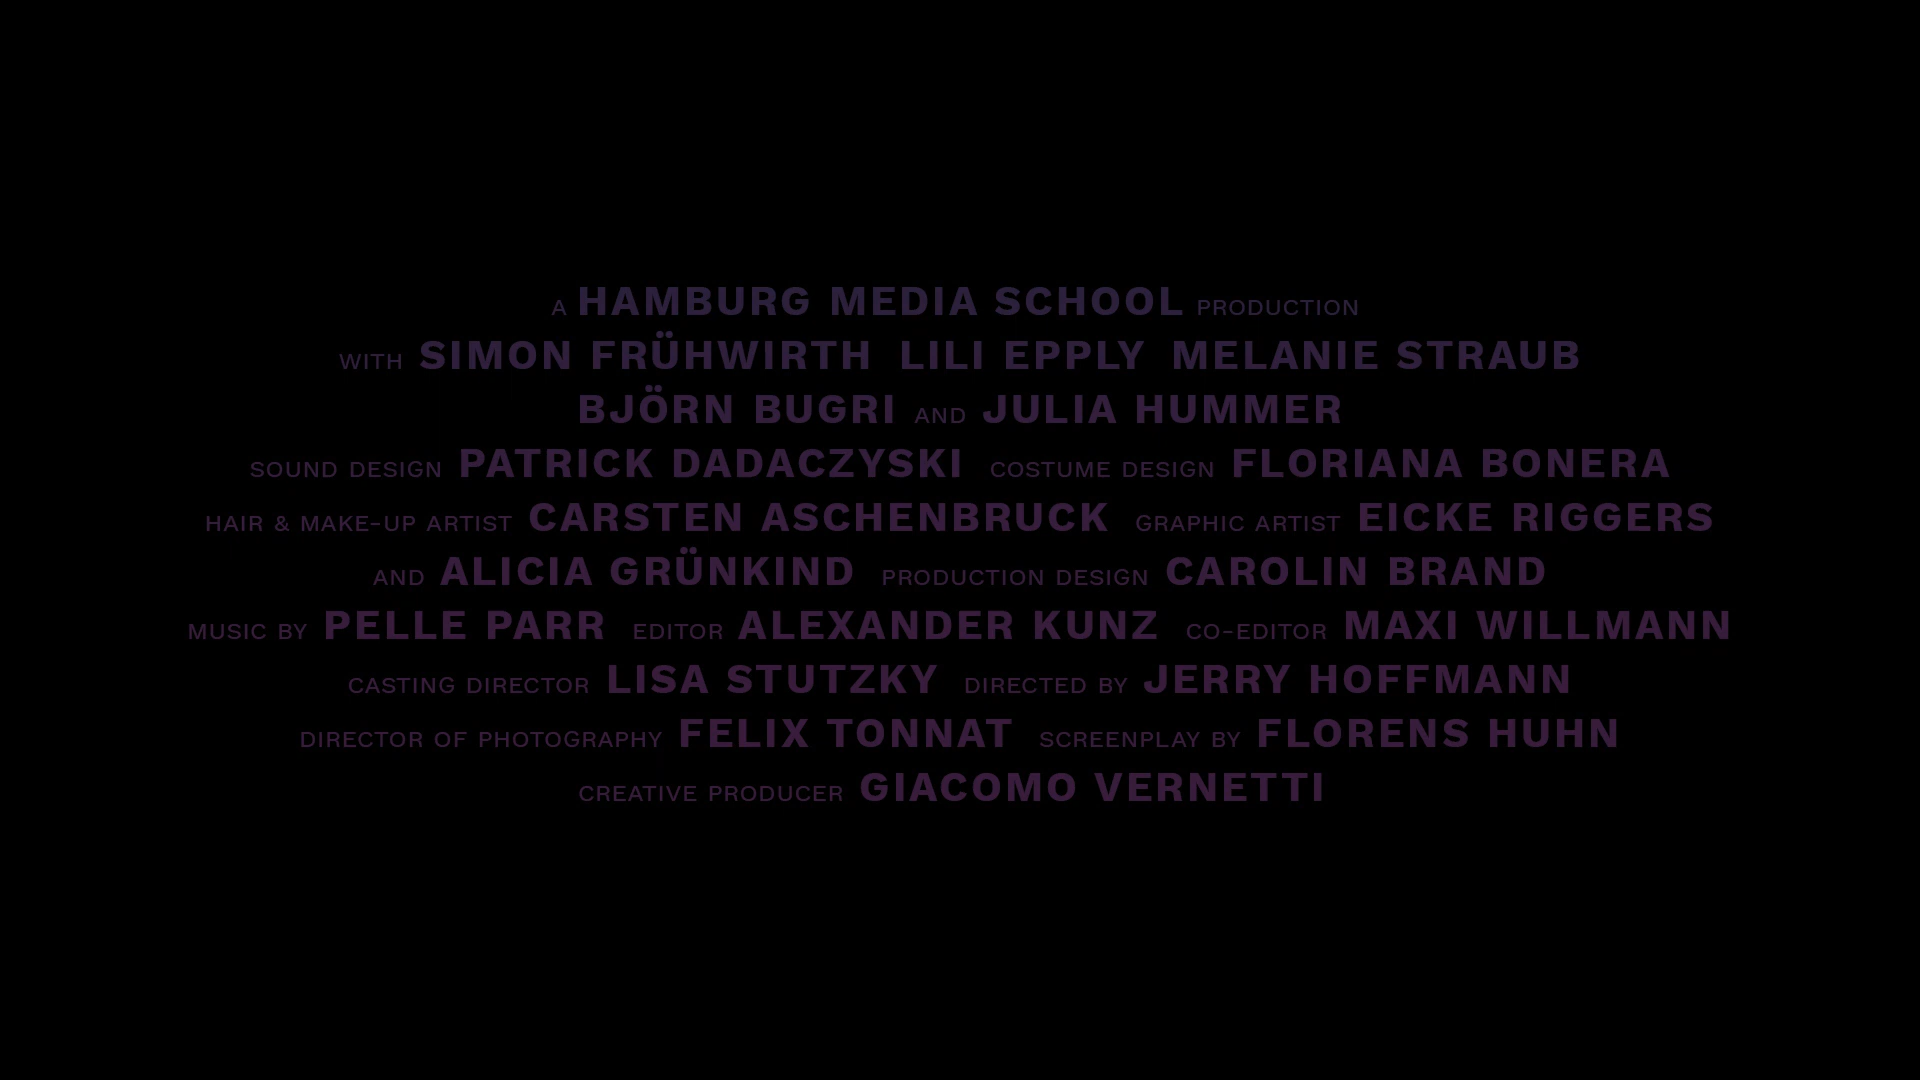 A HAMBURG MEDIA SCHOOL PRODUCTION
WITH SIMON FRÜHWIRTH LILI EPPLY MELANIE STRAUB
BJÖRN BUGRI AND JULIA HUMMER
SOUND DESIGN PATRICK DADACZYSKI COSTUME DESIGN FLORIANA BONERA
HAIR & MAKE-UP ARTIST CARSTEN ASCHENBRUCK GRAPHIC ARTIST EICKE RIGGERS
AND ALICIA GRÜNKIND PRODUCTION DESIGN CAROLIN BRAND
MUSIC BY PELLE PARR EDITOR ALEXANDER KUNZ CO-EDITOR MAXI WILLMANN
CASTING DIRECTOR LISA STUTZKY DIRECTED BY JERRY HOFFMANN
DIRECTOR OF PHOTOGRAPHY FELIX TONNAT SCREENPLAY BY FLORENS HUHN
CREATIVE PRODUCER GIACOMO VERNETTI